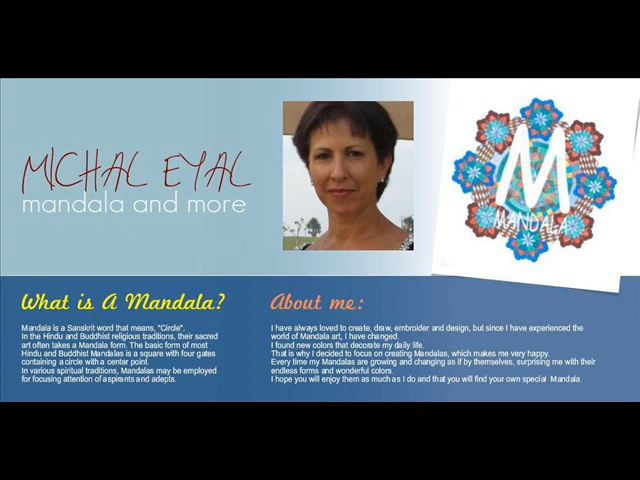 MICHAL EYAL
mandala and more
M
MANDALA
What is A Mandala?
Mandala is a Sanskrit word that means, "Circle".
In the Hindu and Buddhist religious traditions, their sacred
art often takes a Mandala form. The basic form of most
Hindu and Buddhist Mandalas is a square with four gates
containing a circle with a center point.
In various spiritual traditions, Mandalas may be employed
for focusing attention of aspirants and adepts.
About me:
I have always loved to create, draw, embroider and design, but since I have experienced the
world of Mandala art, I have changed.
I found new colors that decorate my daily life.
That is why I decided to focus on creating Mandalas, which makes me very happy.
Every time my Mandalas are growing and changing as if by themselves, surprising me with their
endless forms and wonderful colors.
I hope you will enjoy them as much as I do and that you will find your own special Mandala.